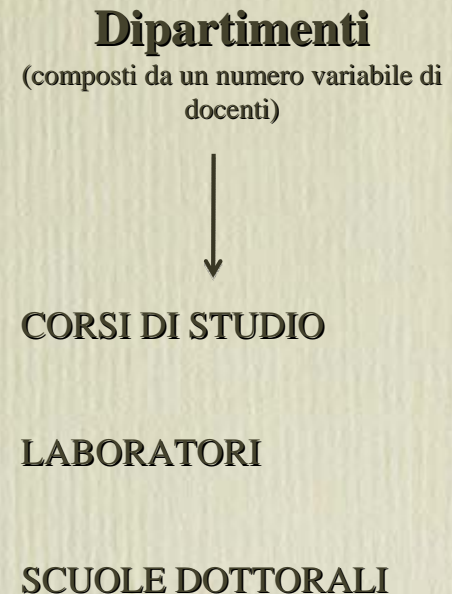 Dipartimenti
(composti da un numero variabile di
docenti)
CORSI DI STUDIO
LABORATORI
SCUOLE DOTTORALI